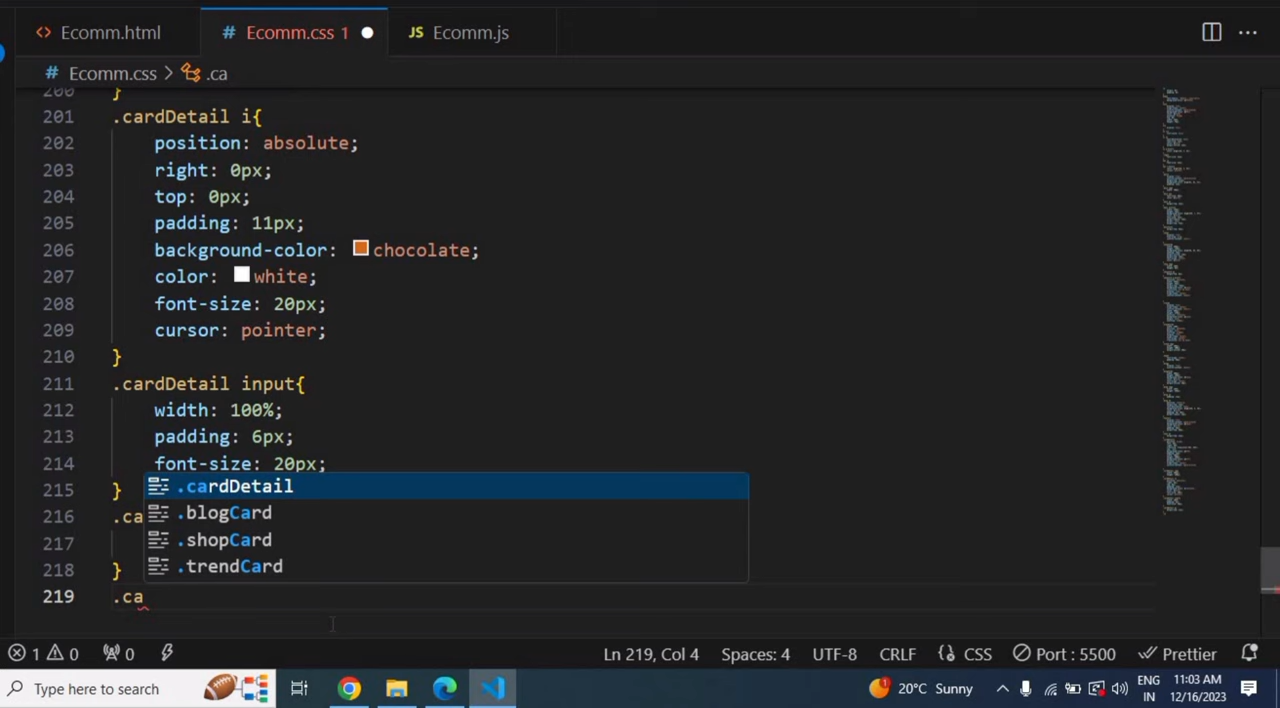 Ecomm.html # Ecomm.css 1 JS Ecomm.js
# Ecomm.css > .ca
200 }
201 .cardDetail i{
202 position: absolute;
203 right: 0px;
204 top: 0px;
205 padding: 11px;
206 background-color: chocolate;
207 color: white;
208 font-size: 20px;
209 cursor: pointer;
210 }
211 .cardDetail input{
212 width: 100%;
213 padding: 6px;
214 font-size: 20px;
.cardDetail
215 }
.blogCard
216 .ca
.shopCard
217
.trendCard
218 }
219 .ca
1 0 0 Ln 219, Col 4 Spaces: 4 UTF-8 CRLF {} CSS Port : 5500 Prettier
Type here to search 1 20°C Sunny ENG IN 11:03 AM 12/16/2023